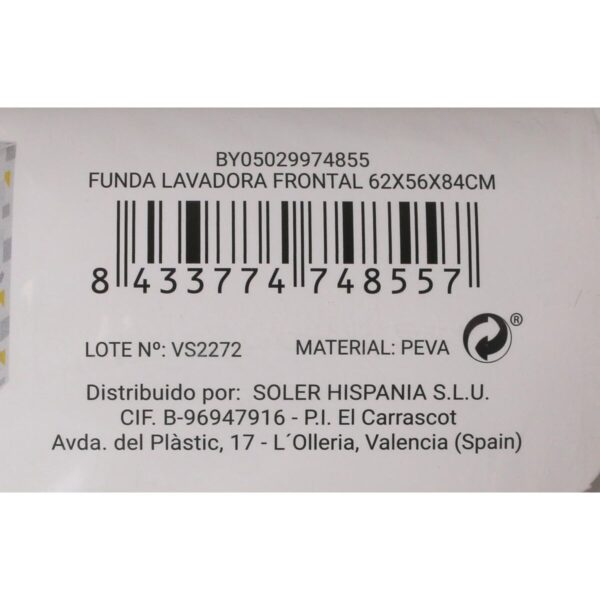 BY05029974855
FUNDA LAVADORA FRONTAL 62X56X84CM
8 433774 748557
LOTE Nº: VS2272 MATERIAL: PEVA ®
Distribuido por: SOLER HISPANIA S.L.U.
CIF. B-96947916 - P.I. El Carrascot
Avda. del Plàstic, 17 - L´Olleria, Valencia (Spain)